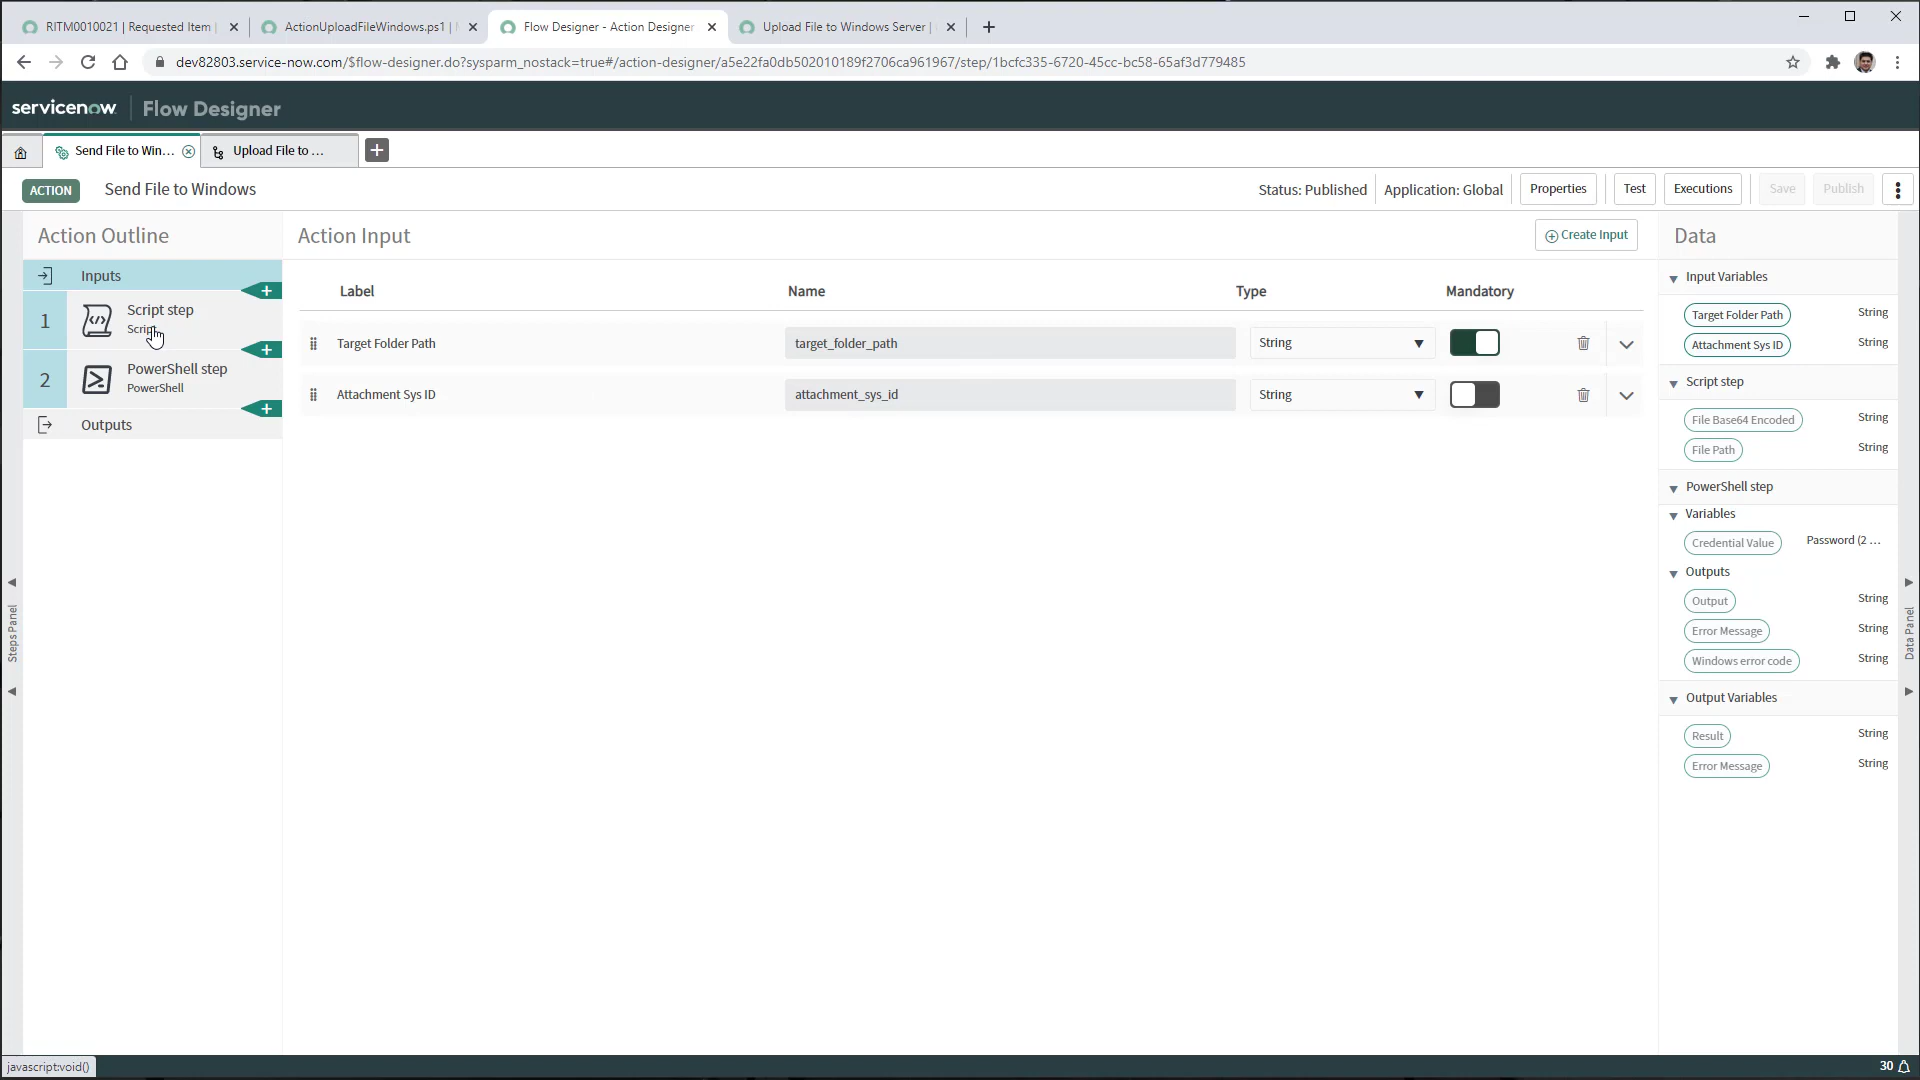 RITM0010021 | Requested Item |
ActionUploadFileWindows.ps1 |
Flow Designer - Action Designer
Upload File to Windows Server |
dev82803.service-now.com/$flow-designer.do?sysparm_nostack=true#/action-designer/a5e22fa0db502010189f2706ca961967/step/1bcfc335-6720-45cc-bc58-65af3d779485
servicenow Flow Designer
Send File to Win...
Upload File to ...
ACTION Send File to Windows
Status: Published
Application: Global
Properties
Test
Executions
Save
Publish
Action Outline
Inputs
1
Script step
Script
2
PowerShell step
PowerShell
Outputs
Action Input
Create Input
Label Name Type Mandatory
Target Folder Path target_folder_path String
Attachment Sys ID attachment_sys_id String
Data
Input Variables
Target Folder Path String
Attachment Sys ID String
Script step
File Base64 Encoded String
File Path String
PowerShell step
Variables
Credential Value Password (2 ...
Outputs
Output String
Error Message String
Windows error code String
Output Variables
Result String
Error Message String
Steps Panel
Data Panel
javascript:void()
30